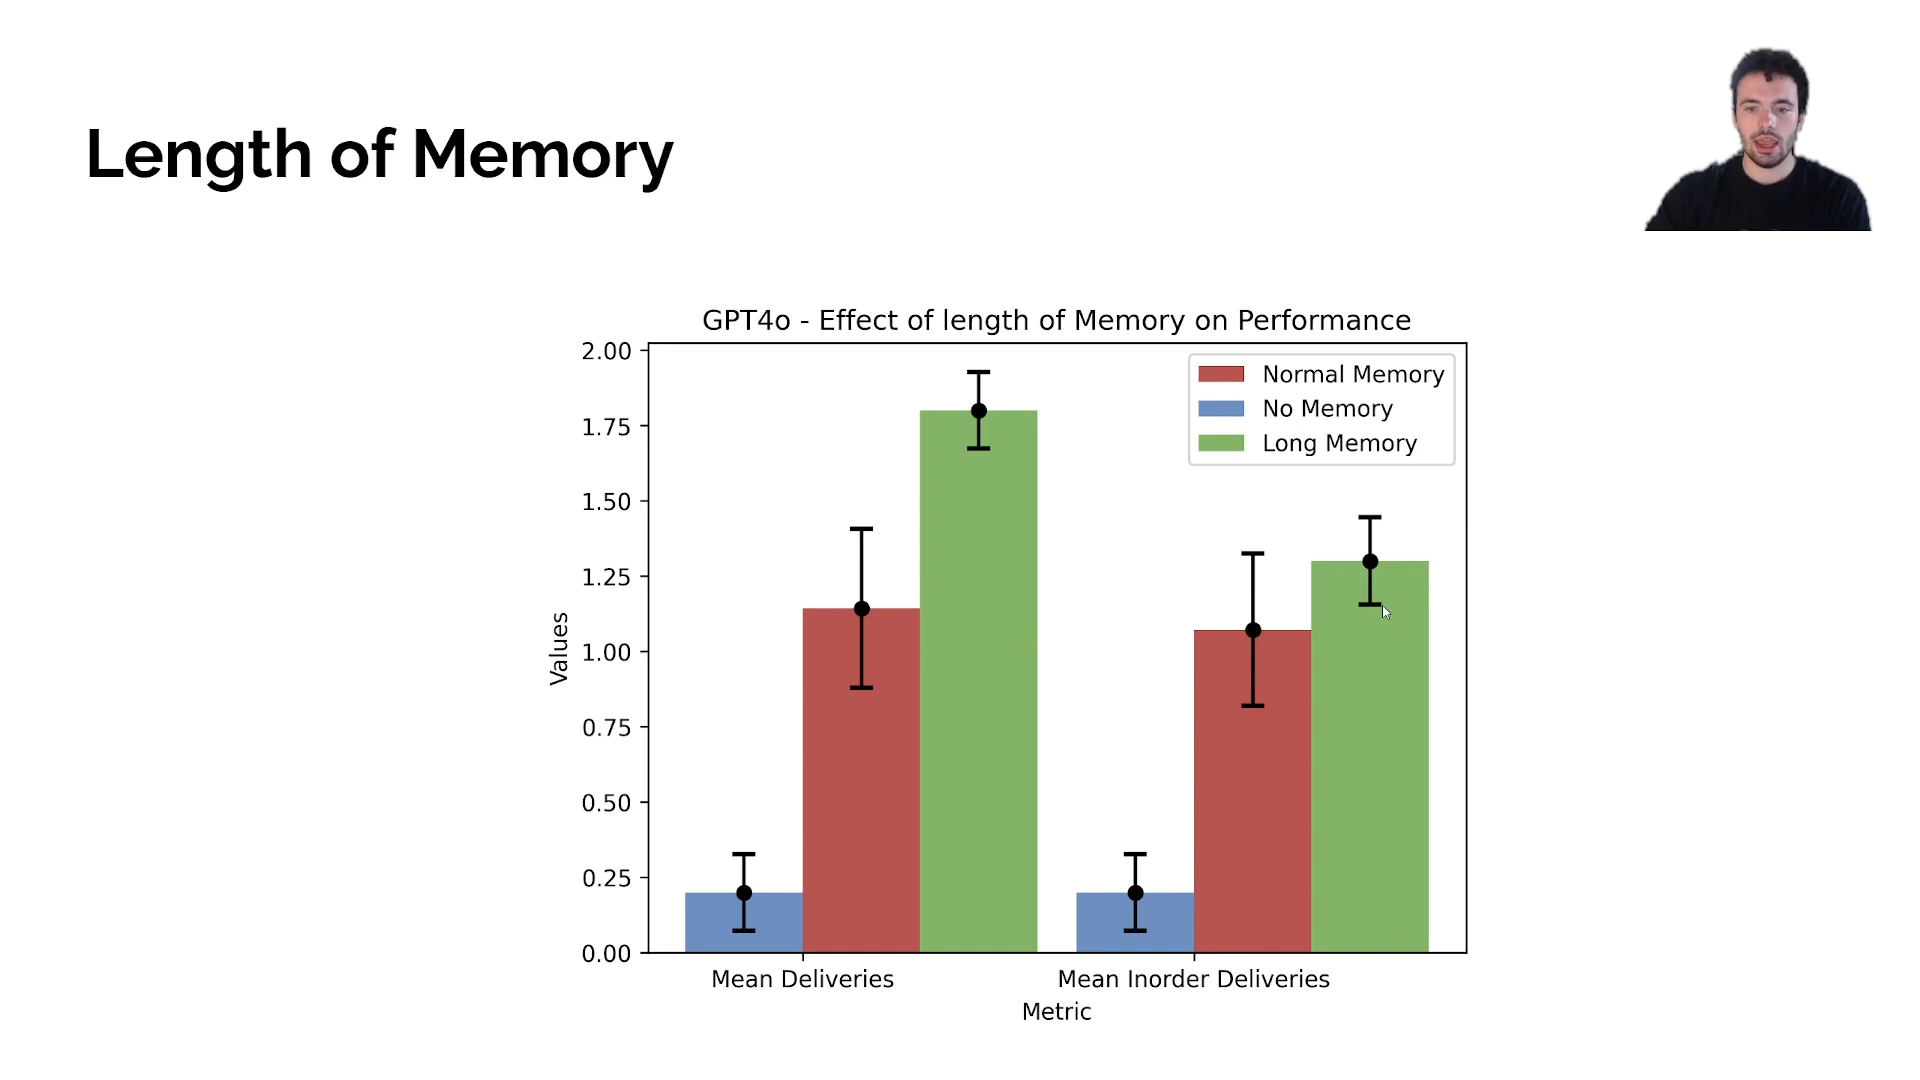 Length of Memory
GPT4o - Effect of length of Memory on Performance
Normal Memory
No Memory
Long Memory
2.00
1.75
1.50
1.25
1.00
0.75
0.50
0.25
0.00
Values
Mean Deliveries
Mean Inorder Deliveries
Metric